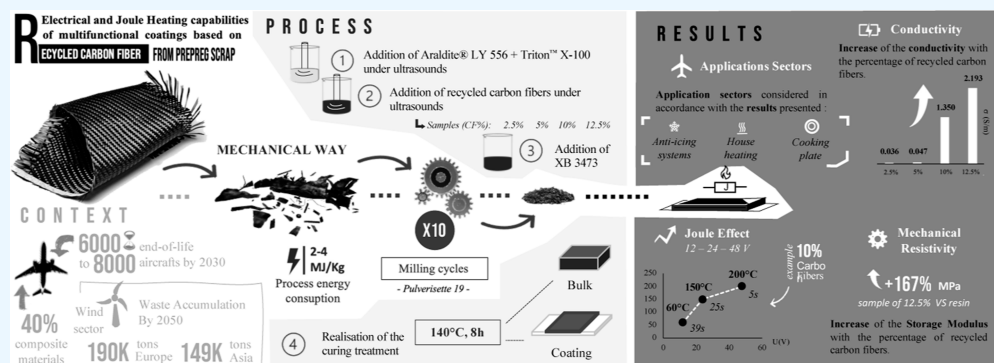 R
Electrical and Joule Heating capabilities
of multifunctional coatings based on
ECYCLED CARBON FIBER FROM PREPREG SCRAP
CONTEXT
6000
to 8000
end-of-life
aircrafts by 2030
40%
composite
materials
Wind
sector
Waste Accumulation
By 2050
190K tons
Europe
149K tons
Asia
PROCESS
1
Addition of Araldite® LY 556 + Triton™ X-100
under ultrasounds
2
Addition of recycled carbon fibers under
ultrasounds
Samples (CF%): 2.5% 5% 10% 12.5%
3
Addition of
XB 3473
MECHANICAL WAY
2-4
MJ/Kg
Process energy
consuption
X10
Milling cycles
- Pulverisette 19 -
4
Realisation of the
curing treatment
140°C, 8h
Bulk
Coating
RESULTS
Applications Sectors
Application sectors considered in
accordance with the results presented :
Anti-icing
systems
House
heating
Cooking
plate
J
Conductivity
Increase of the conductivity with
the percentage of recycled carbon
fibers.
2.193
1.350
0.036
0.047
σ (S/m)
2.5%
5%
10%
12.5%
Joule Effect
12 – 24 – 48 V
250
200
150
100
50
0
0
20
40
60
U(V)
60°C
39s
150°C
25s
200°C
5s
example
10%
Carbo
fibers
Mechanical
Resistivity
+167% MPa
sample of 12.5% VS resin
Increase of the Storage Modulus
with the percentage of recycled
carbon fibers.